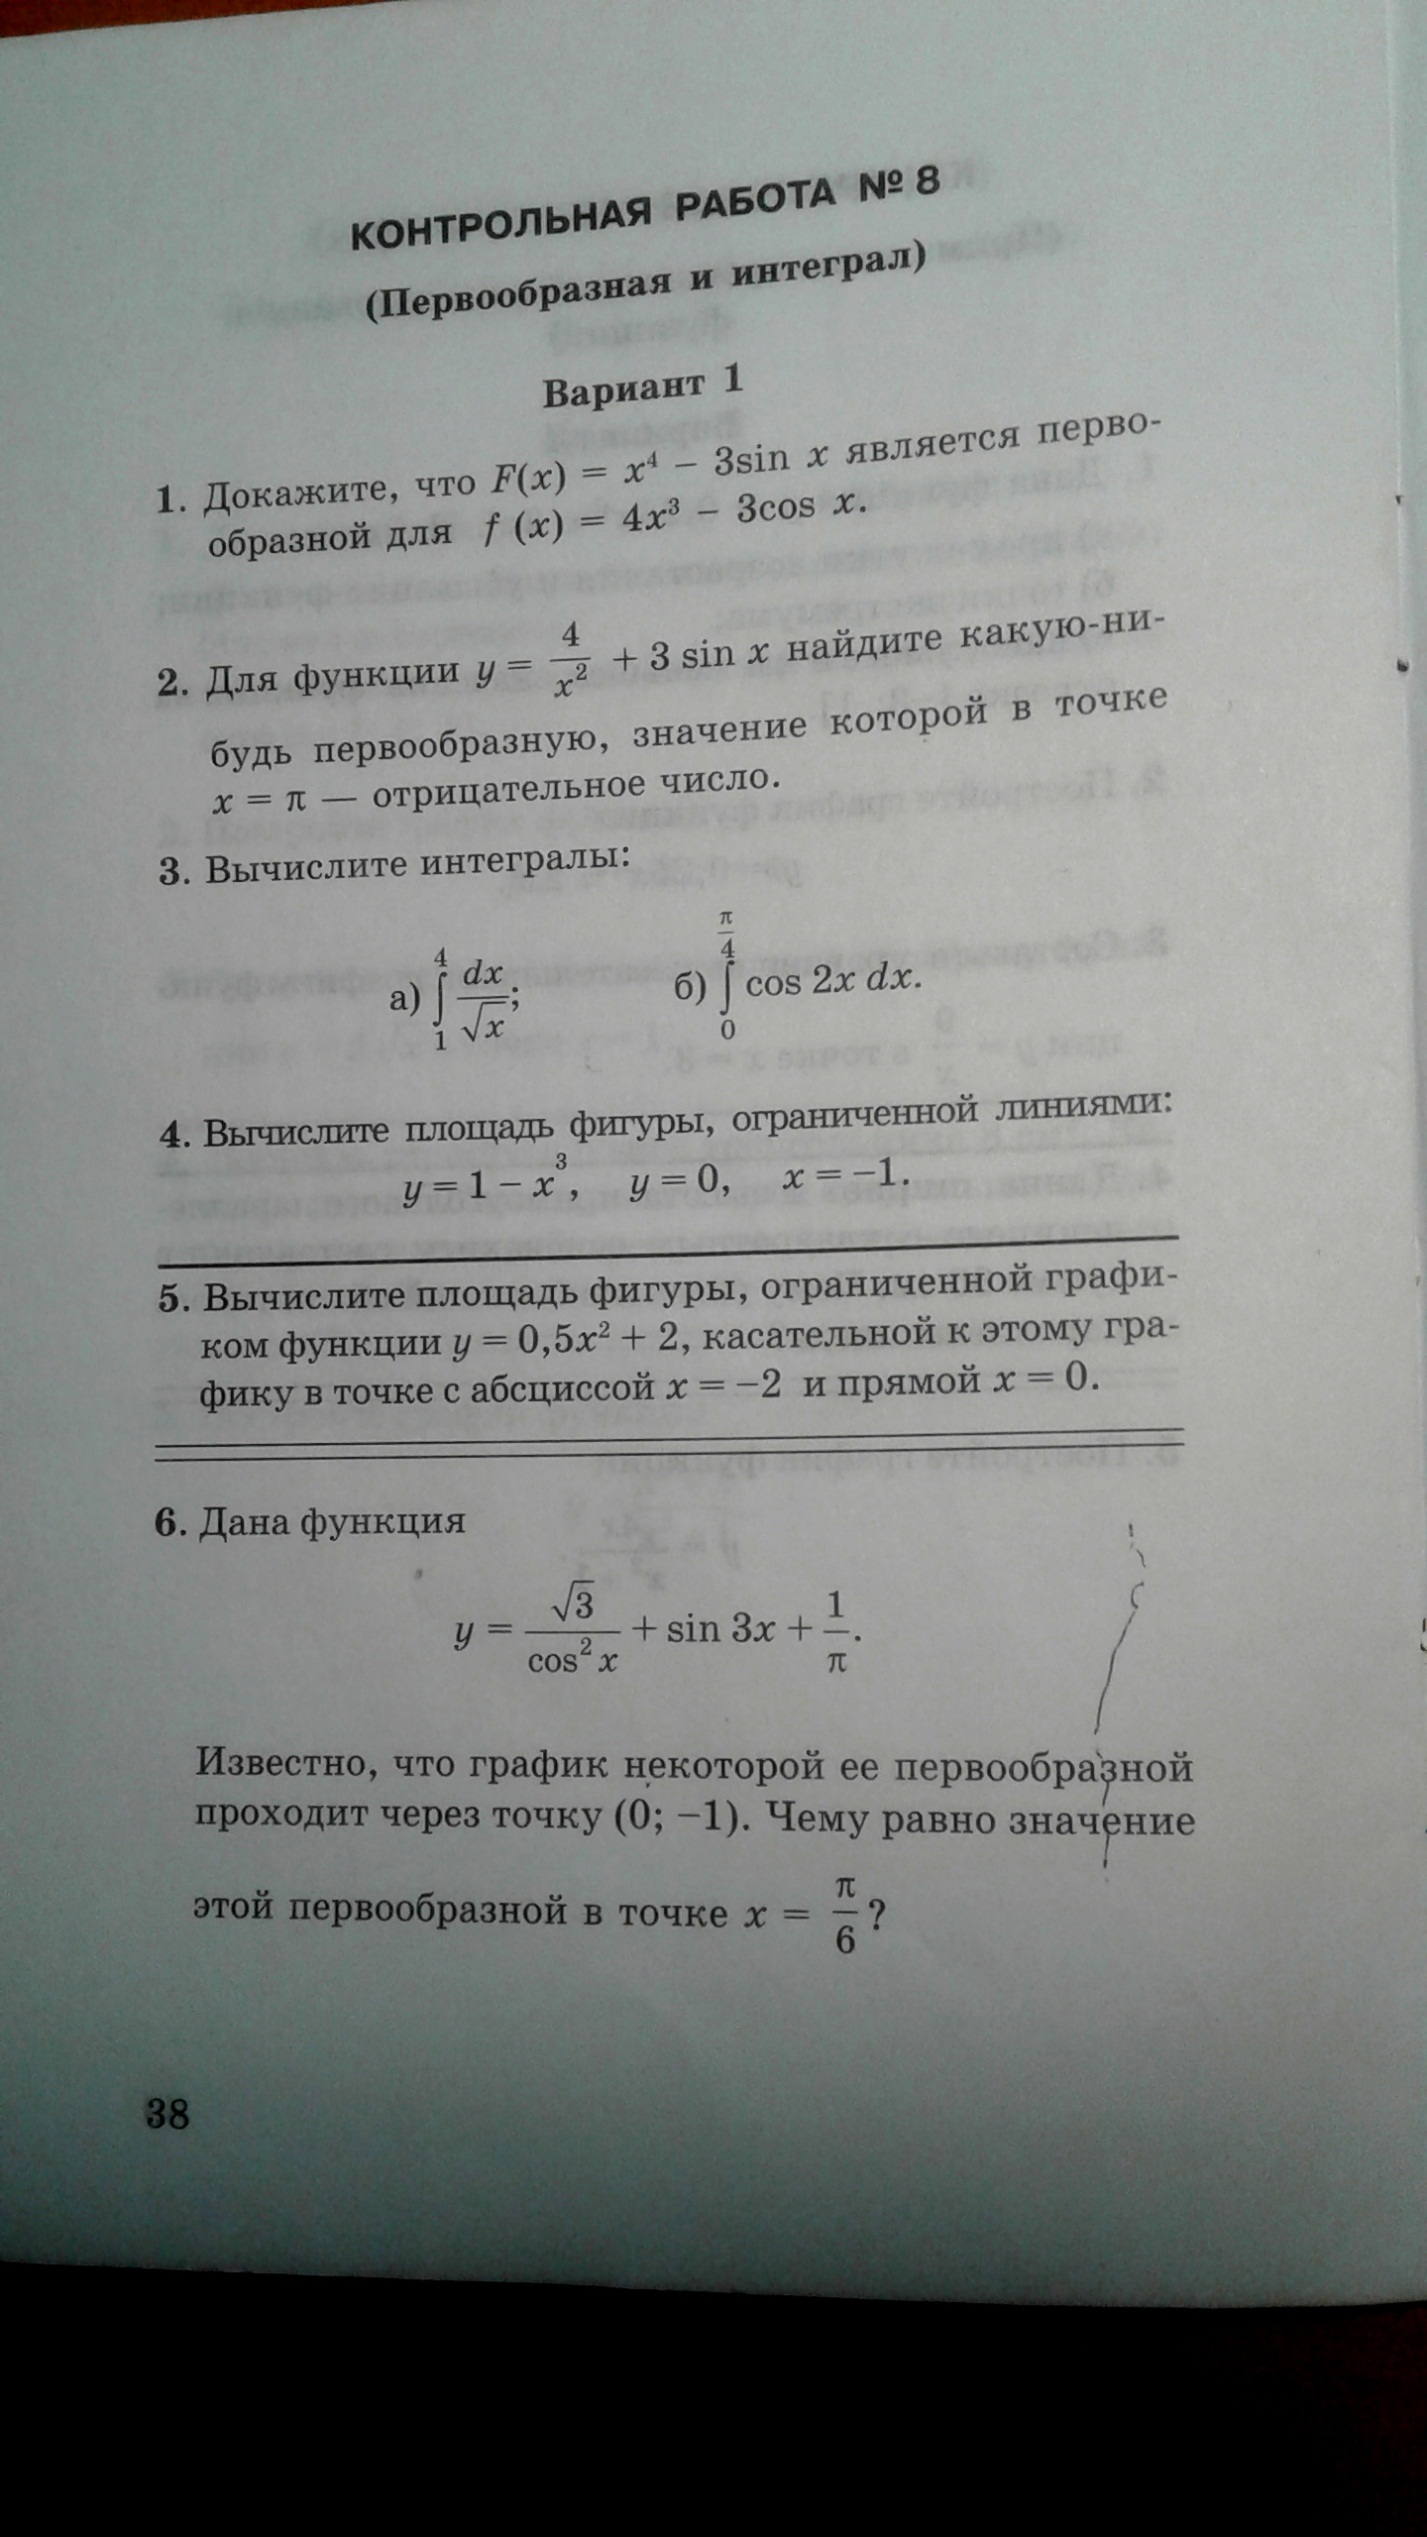 КОНТРОЛЬНАЯ РАБОТА № 8
(Первообразная и интеграл)
Вариант 1
1. Докажите, что F(x) = x⁴ − 3sin x является перво-
образной для f (x) = 4x³ − 3cos x.
2. Для функции y = 4/x² + 3 sin x найдите какую-ни-
будь первообразную, значение которой в точке
x = π — отрицательное число.
3. Вычислите интегралы:
а) ∫₁⁴ dx/√x; б) ∫₀^(π/4) cos 2x dx.
4. Вычислите площадь фигуры, ограниченной линиями:
y = 1 − x³, y = 0, x = −1.
5. Вычислите площадь фигуры, ограниченной графи-
ком функции y = 0,5x² + 2, касательной к этому гра-
фику в точке с абсциссой x = −2 и прямой x = 0.
6. Дана функция
y = √3/cos² x + sin 3x + 1/π.
Известно, что график некоторой ее первообразной
проходит через точку (0; −1). Чему равно значение
этой первообразной в точке x = π/6?
38